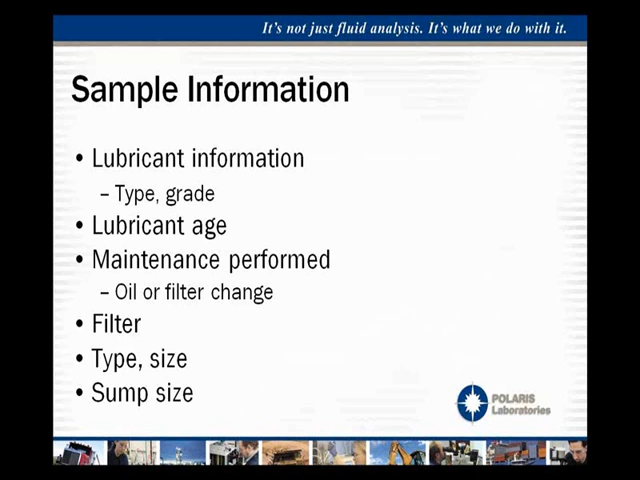 It's not just fluid analysis. It's what we do with it.
Sample Information
• Lubricant information
– Type, grade
• Lubricant age
• Maintenance performed
– Oil or filter change
• Filter
• Type, size
• Sump size
POLARIS
Laboratories